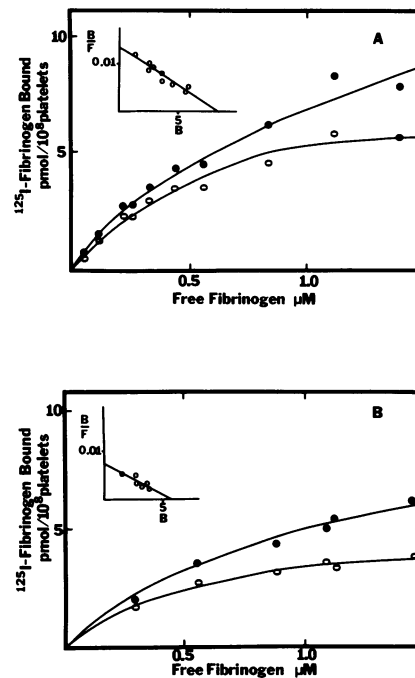 10
A
B
F
0.01
5
B
5
¹²⁵I-Fibrinogen Bound
pmol/10⁸platelets
0.5
1.0
Free Fibrinogen µM
10
B
B
F
0.01
5
B
5
¹²⁵I-Fibrinogen Bound
pmol/10⁸platelets
0.5
1.0
Free Fibrinogen µM